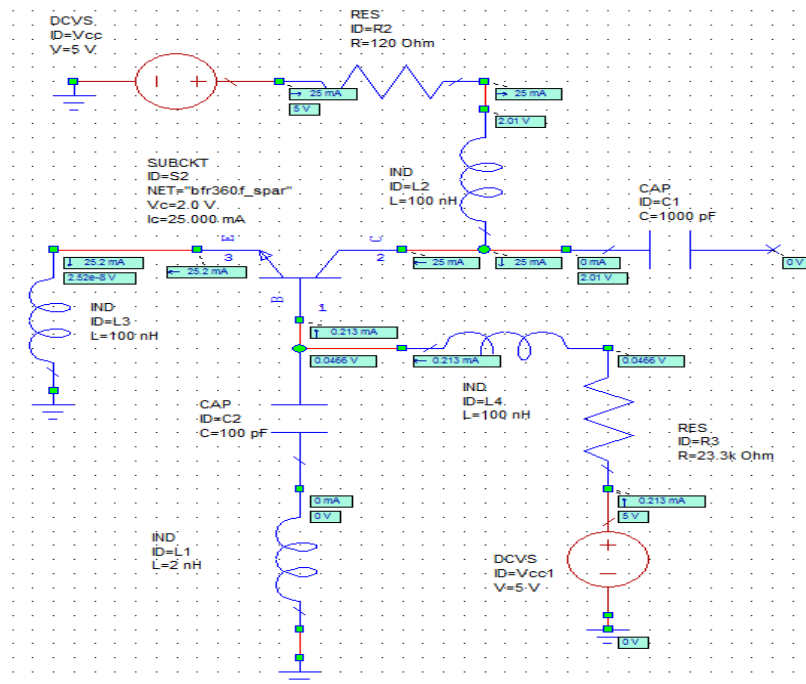 DCVS
ID=Vcc
V=5 V
RES
ID=R2
R=120 Ohm
25 mA
5 V
25 mA
2.01 V
SUBCKT
ID=S2
NET="bfr360f_spar"
Vc=2.0 V
Ic=25.000 mA
IND
ID=L2
L=100 nH
CAP
ID=C1
C=1000 pF
E
3
C
2
B
1
25.2 mA
2.52e-8 V
25.2 mA
25 mA
25 mA
0 mA
2.01 V
0 V
IND
ID=L3
L=100 nH
0.213 mA
0.0466 V
0.213 mA
0.0466 V
IND
ID=L4
L=100 nH
CAP
ID=C2
C=100 pF
RES
ID=R3
R=23.3k Ohm
0 mA
0 V
0.213 mA
5 V
IND
ID=L1
L=2 nH
DCVS
ID=Vcc1
V=5 V
0 V